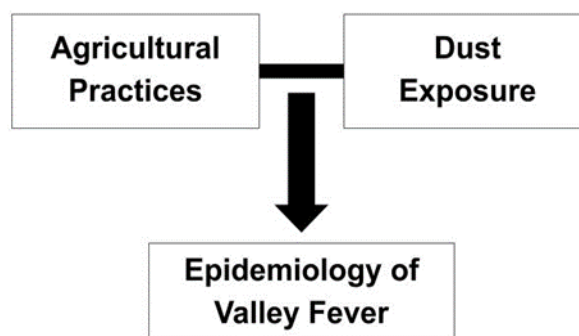 Agricultural
Practices
Dust
Exposure
Epidemiology of
Valley Fever